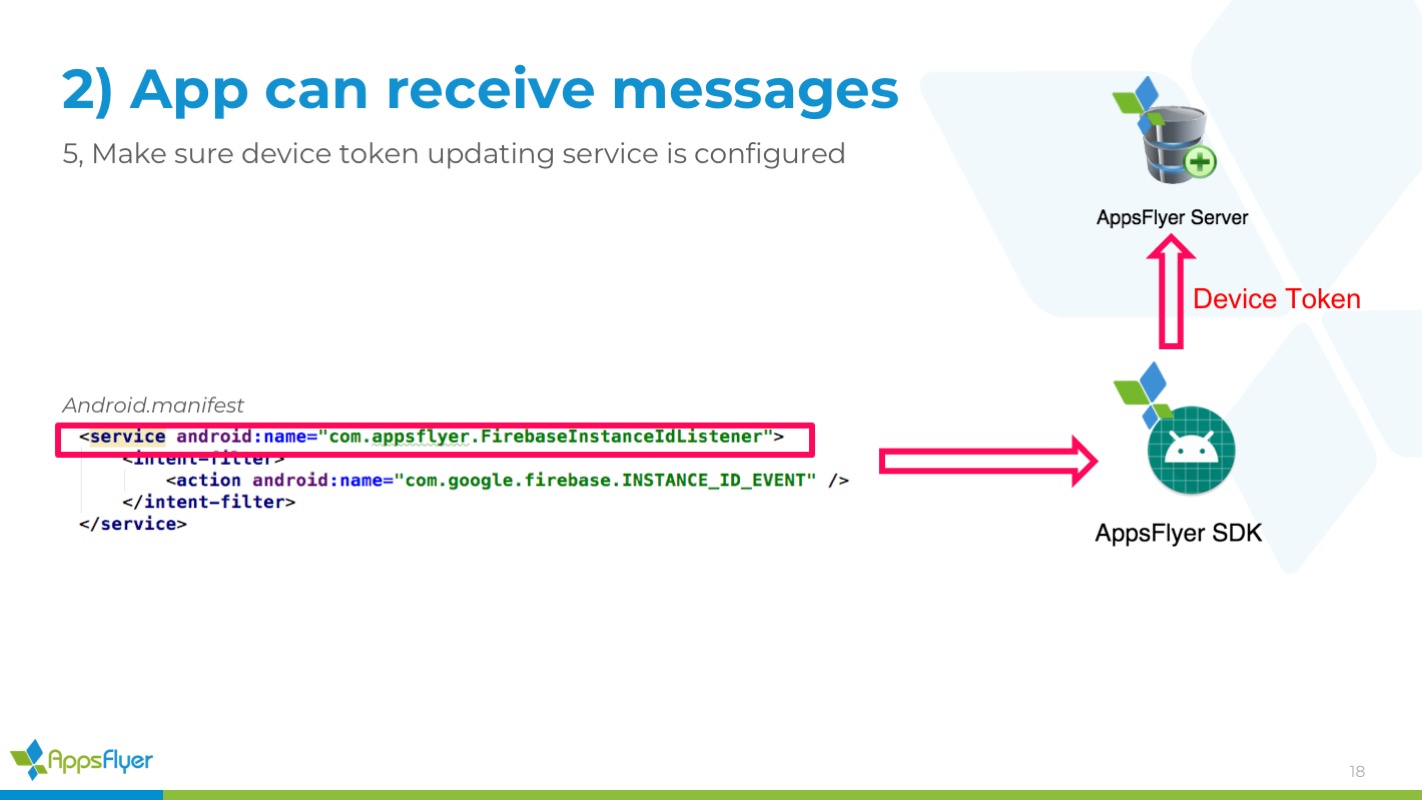 2) App can receive messages
5, Make sure device token updating service is configured
AppsFlyer Server
Device Token
Android.manifest
<service android:name="com.appsflyer.FirebaseInstanceIdListener">
<intent-filter>
<action android:name="com.google.firebase.INSTANCE_ID_EVENT" />
</intent-filter>
</service>
AppsFlyer SDK
AppsFlyer
18